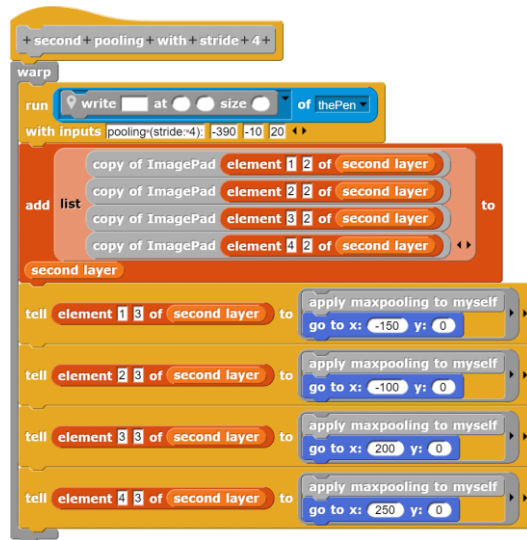 + second + pooling + with + stride + 4 +
warp
run write at size of thePen
with inputs pooling (stride: 4): -390 -10 20
add list copy of ImagePad element 1 2 of second layer
copy of ImagePad element 2 2 of second layer
copy of ImagePad element 3 2 of second layer
copy of ImagePad element 4 2 of second layer
to
second layer
tell element 1 3 of second layer to apply maxpooling to myself
go to x: -150 y: 0
tell element 2 3 of second layer to apply maxpooling to myself
go to x: -100 y: 0
tell element 3 3 of second layer to apply maxpooling to myself
go to x: 200 y: 0
tell element 4 3 of second layer to apply maxpooling to myself
go to x: 250 y: 0